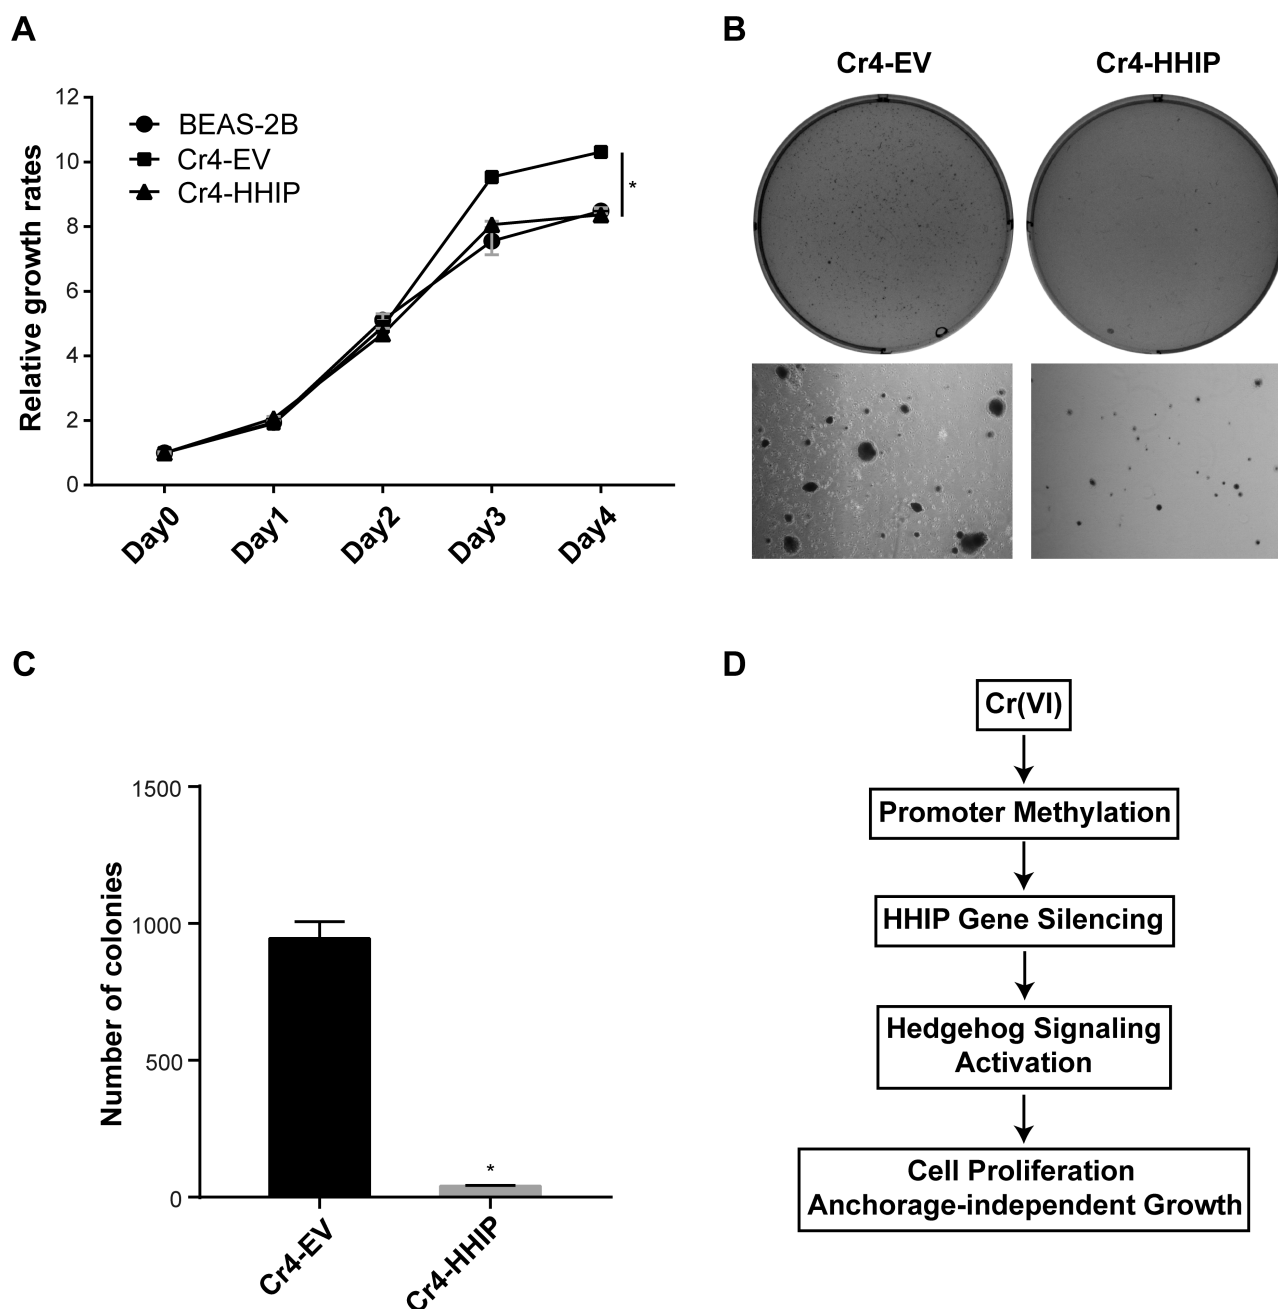 A
12
10
8
6
4
2
0
Relative growth rates
BEAS-2B
Cr4-EV
Cr4-HHIP
*
Day0
Day1
Day2
Day3
Day4
B
Cr4-EV
Cr4-HHIP
C
1500
1000
500
0
Number of colonies
*
Cr4-EV
Cr4-HHIP
D
Cr(VI)
Promoter Methylation
HHIP Gene Silencing
Hedgehog Signaling
Activation
Cell Proliferation
Anchorage-independent Growth